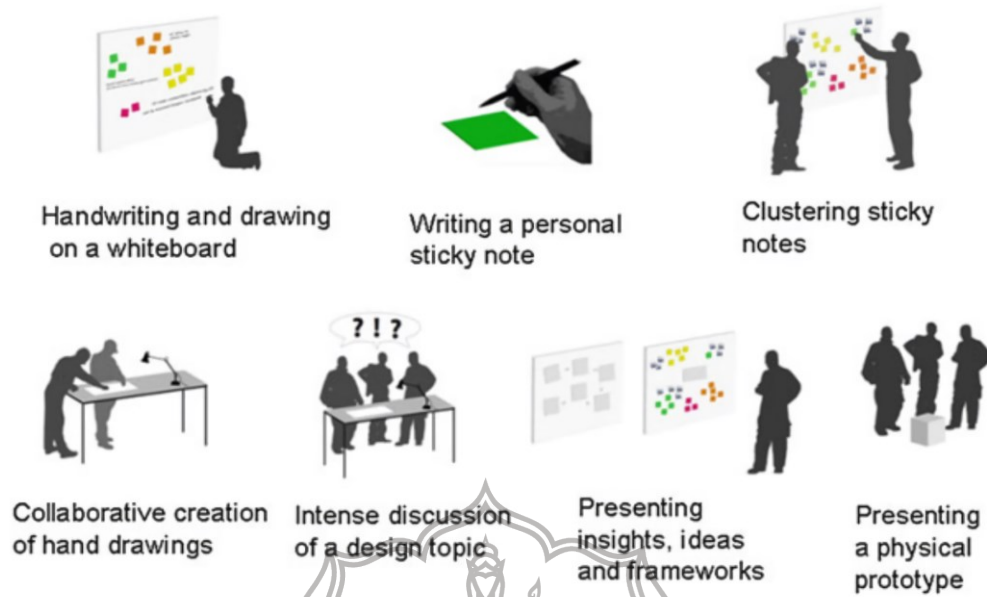 Handwriting and drawing
on a whiteboard
Writing a personal
sticky note
Clustering sticky
notes
? ! ?
Collaborative creation
of hand drawings
Intense discussion
of a design topic
Presenting
insights, ideas
and frameworks
Presenting
a physical
prototype